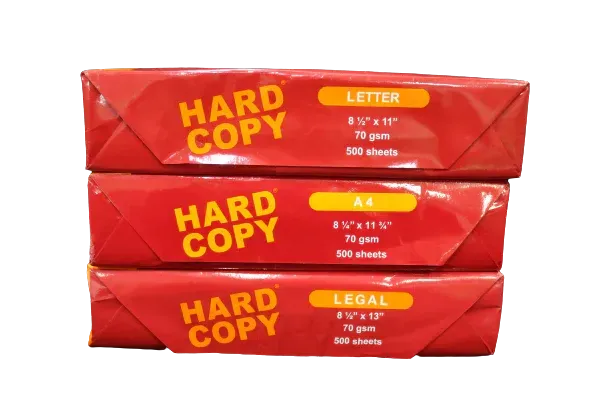 HARD
COPY
LETTER
8 ½” x 11”
70 gsm
500 sheets
HARD
COPY
A 4
8 ¼” x 11 ¾”
70 gsm
500 sheets
HARD
COPY
LEGAL
8 ½” x 13”
70 gsm
500 sheets